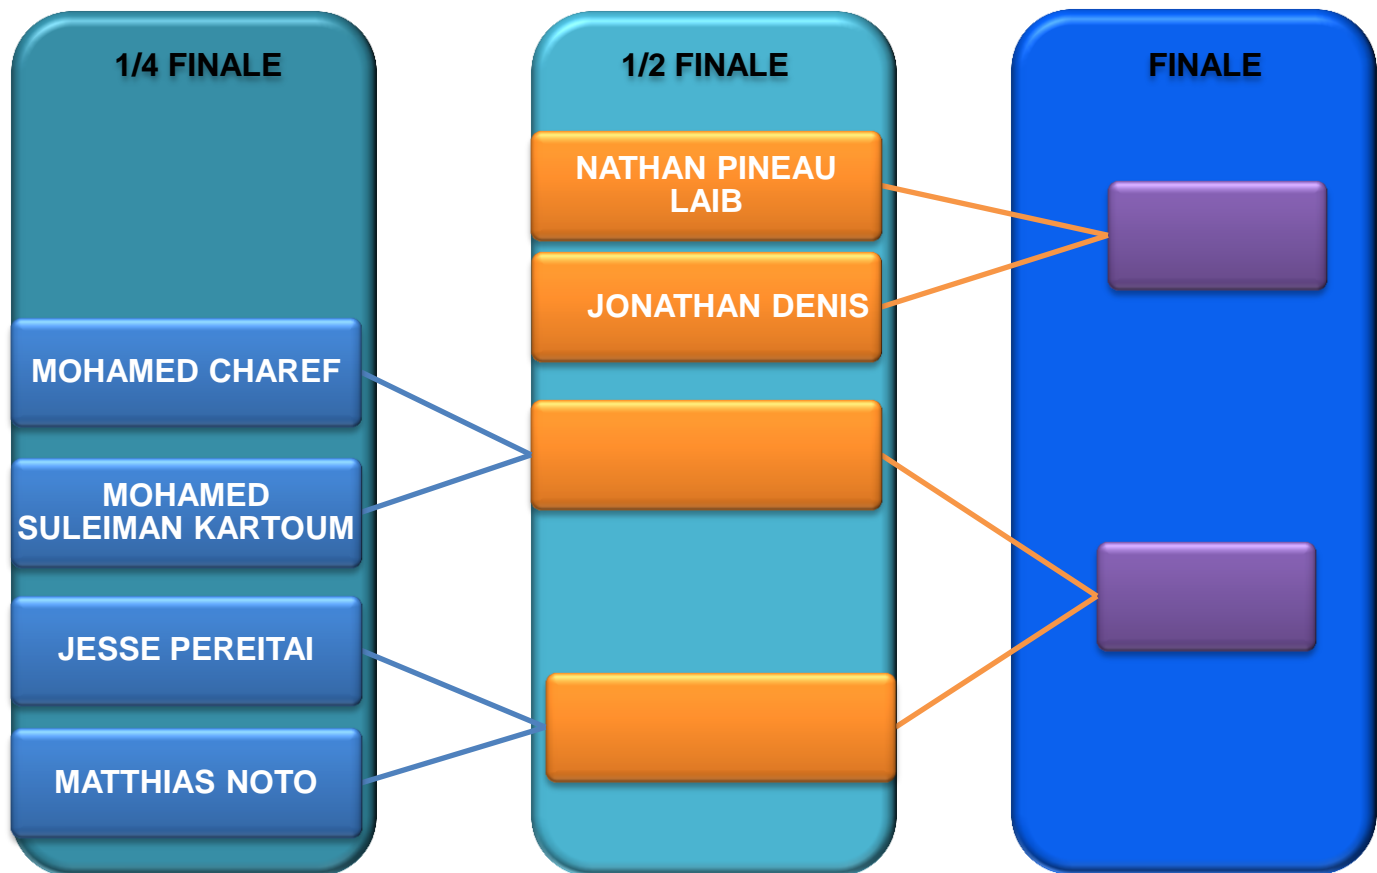 1/4 FINALE
MOHAMED CHAREF
MOHAMED
SULEIMAN KARTOUM
JESSE PEREITAI
MATTHIAS NOTO
1/2 FINALE
NATHAN PINEAU
LAIB
JONATHAN DENIS
FINALE